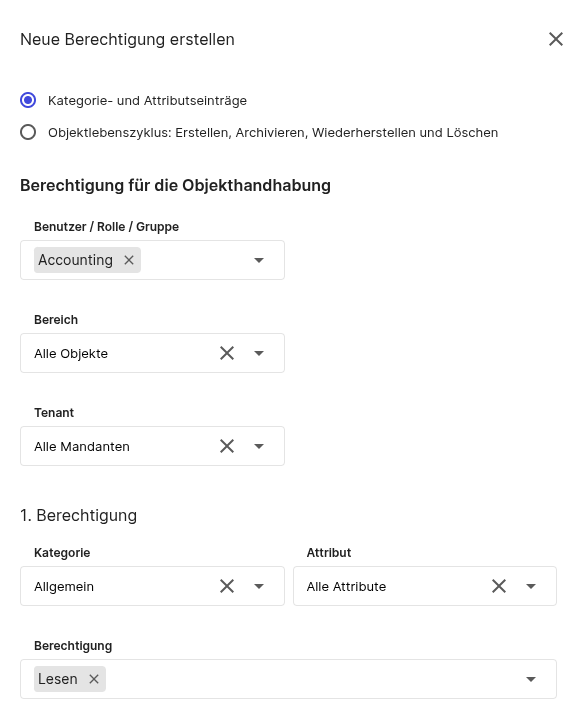 Neue Berechtigung erstellen
Kategorie- und Attributseinträge
Objektlebenszyklus: Erstellen, Archivieren, Wiederherstellen und Löschen
Berechtigung für die Objekthandhabung
Benutzer / Rolle / Gruppe
Accounting
Bereich
Alle Objekte
Tenant
Alle Mandanten
1. Berechtigung
Kategorie Attribut
Allgemein Alle Attribute
Berechtigung
Lesen